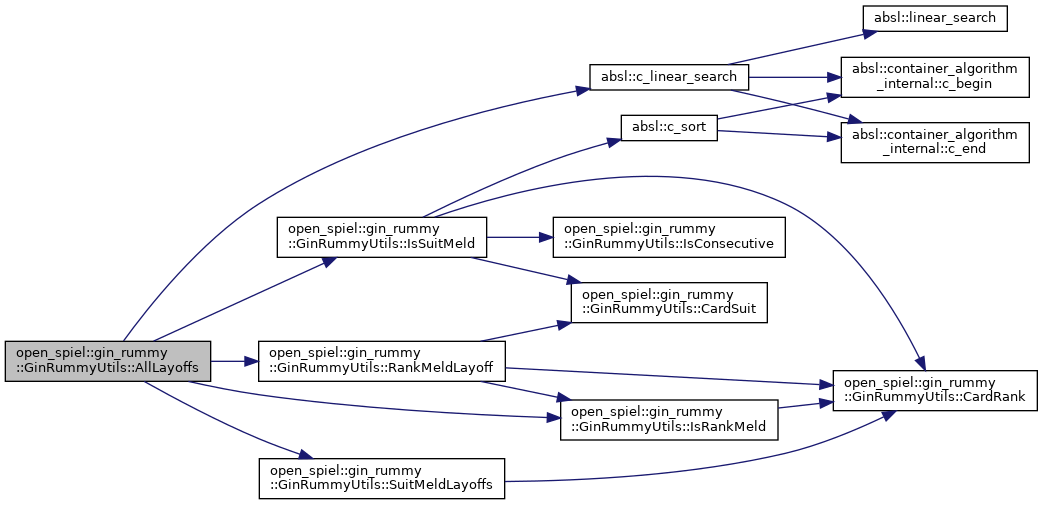 absl::linear_search
absl::c_linear_search
absl::container_algorithm
_internal::c_begin
absl::c_sort
absl::container_algorithm
_internal::c_end
open_spiel::gin_rummy
::GinRummyUtils::IsSuitMeld
open_spiel::gin_rummy
::GinRummyUtils::IsConsecutive
open_spiel::gin_rummy
::GinRummyUtils::CardSuit
open_spiel::gin_rummy
::GinRummyUtils::AllLayoffs
open_spiel::gin_rummy
::GinRummyUtils::RankMeldLayoff
open_spiel::gin_rummy
::GinRummyUtils::CardRank
open_spiel::gin_rummy
::GinRummyUtils::IsRankMeld
open_spiel::gin_rummy
::GinRummyUtils::SuitMeldLayoffs